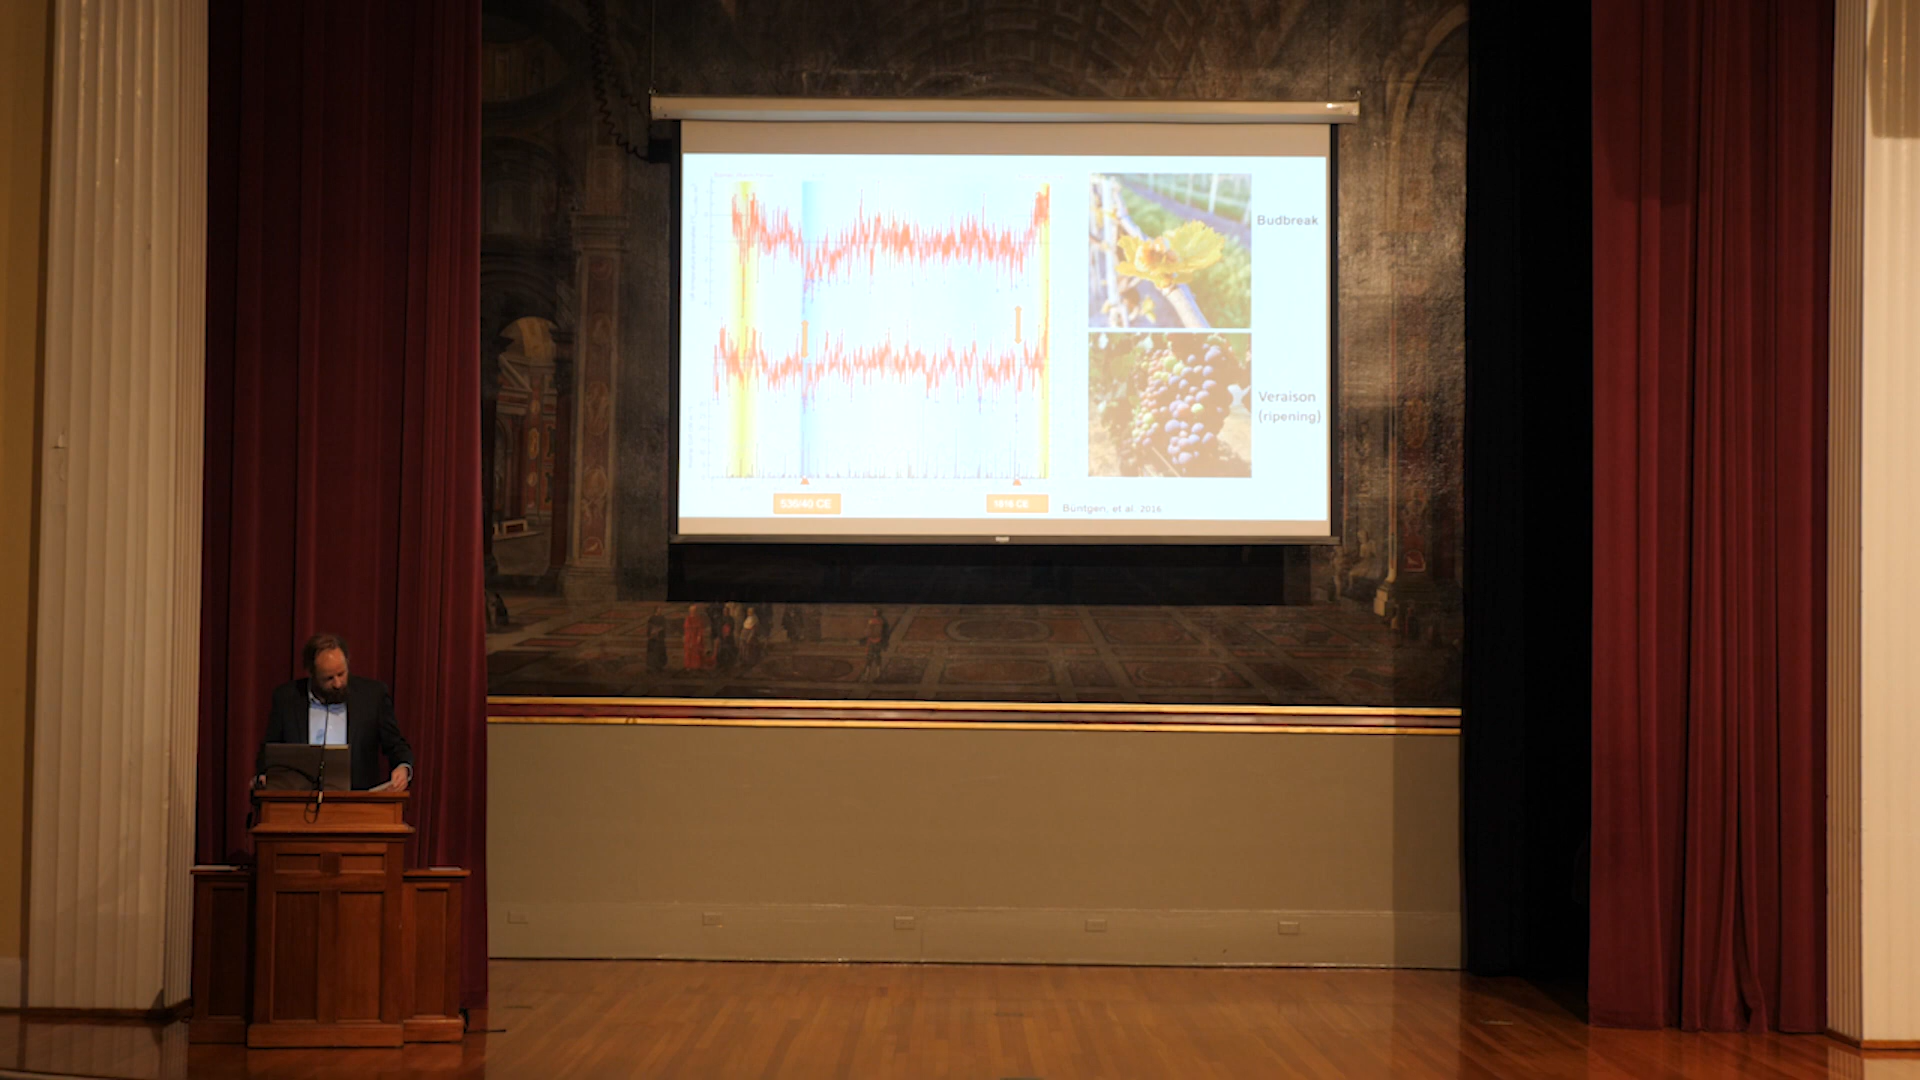 Budbreak
Veraison
(ripening)
536/40 CE
1816 CE
Büntgen, et al. 2016